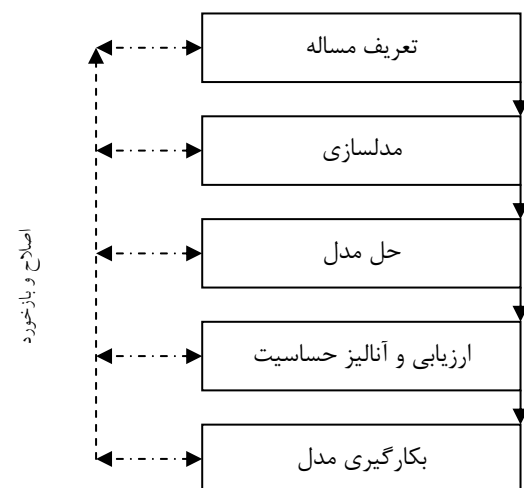 تعریف مساله
مدلسازی
حل مدل
ارزیابی و آنالیز حساسیت
بکارگیری مدل
اصلاح و بازخورد